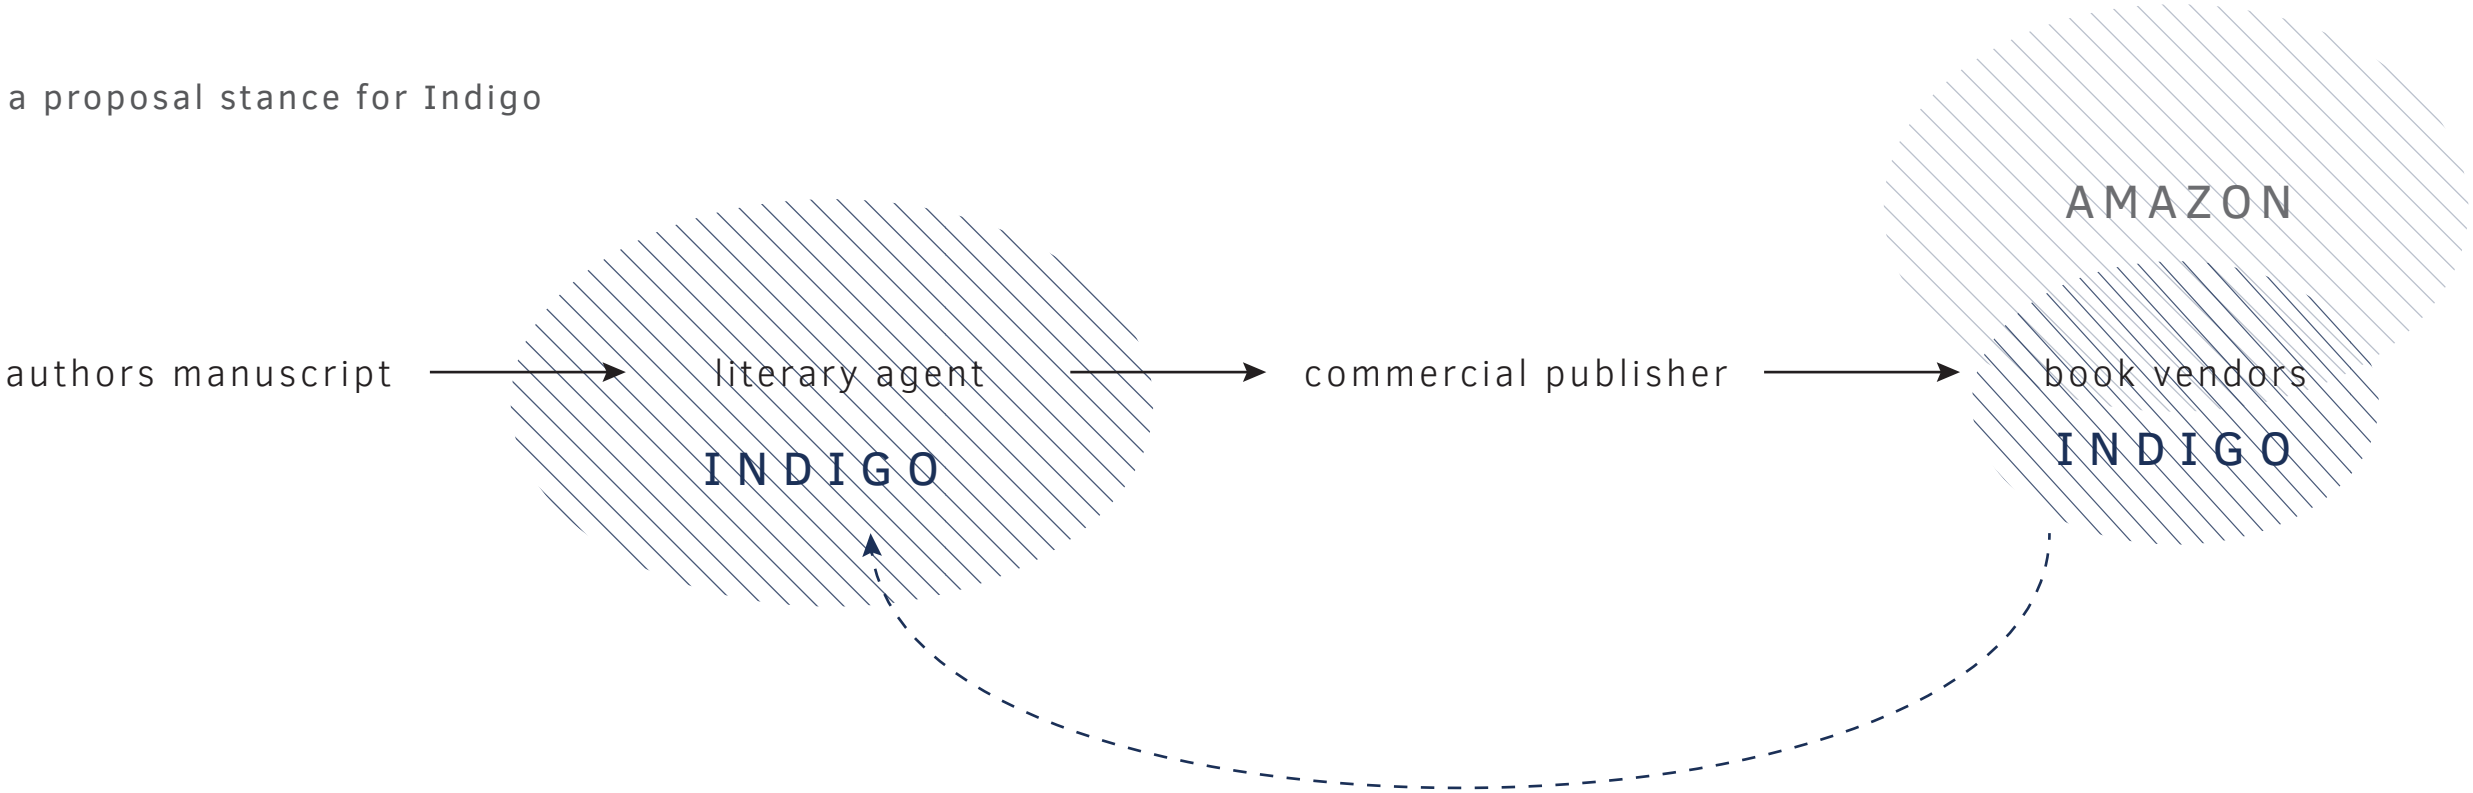 a proposal stance for Indigo
AMAZON
authors manuscript
literary agent
commercial publisher
book vendors
INDIGO
INDIGO